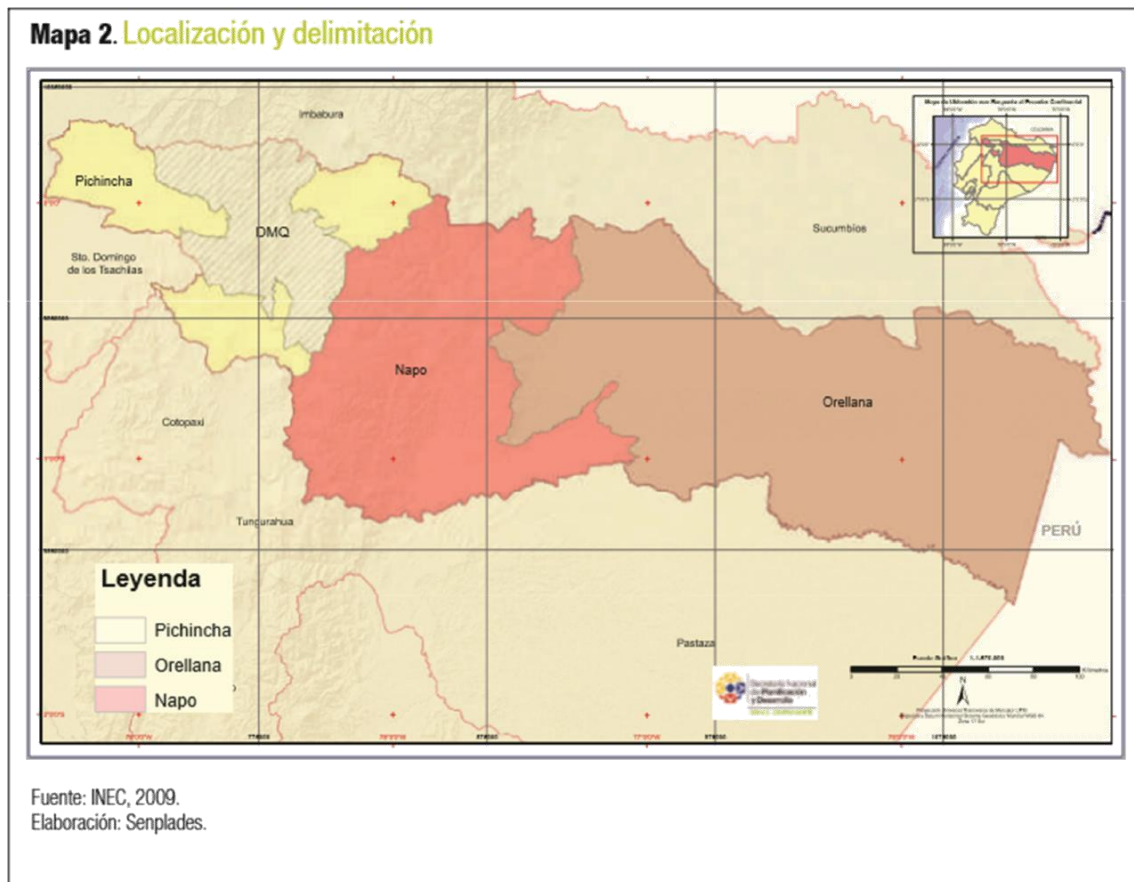 Mapa 2. Localización y delimitación
Imbabura
Pichincha
DMQ
Sto. Domingo
de los Tsachilas
Sucumbíos
COLOMBIA
Napo
Orellana
Cotopaxi
Tungurahua
PERÚ
Pastaza
Leyenda
Pichincha
Orellana
Napo
Secretaría Nacional
de Planificación
y Desarrollo
N
Fuente: INEC, 2009.
Elaboración: Senplades.